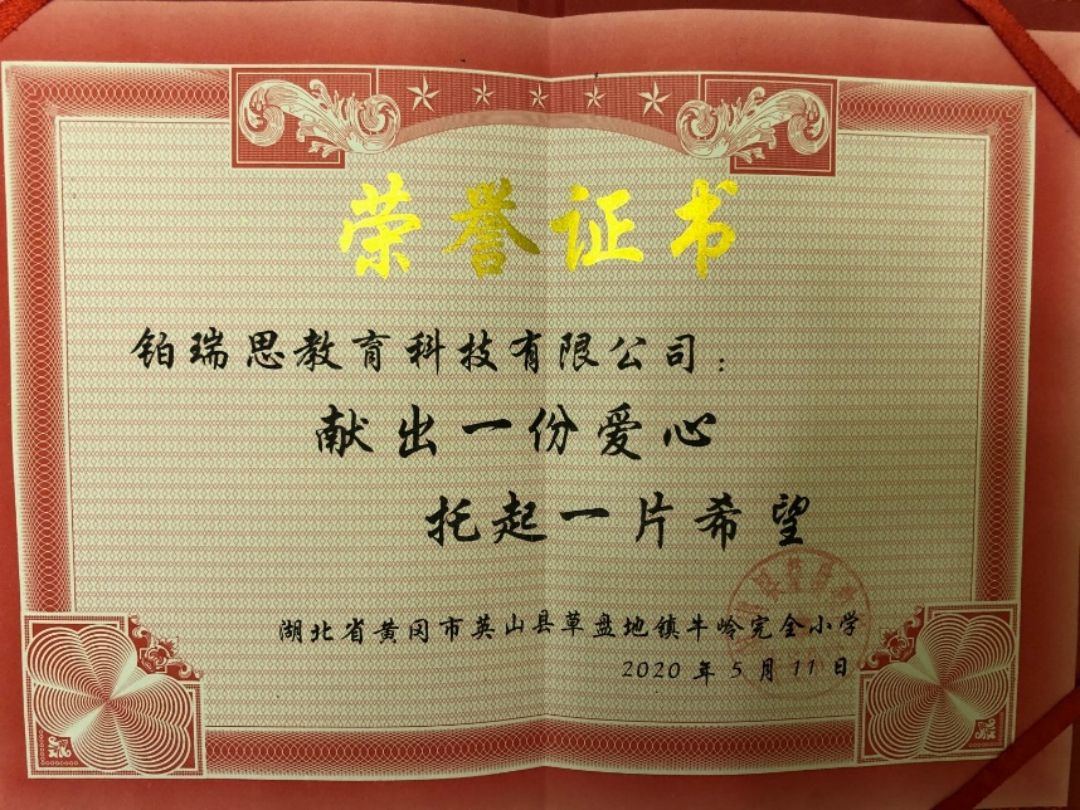 荣誉证书
铂瑞思教育科技有限公司：
献出一份爱心
托起一片希望
湖北省黄冈市英山县草盘地镇牛岭完全小学
2020年5月11日